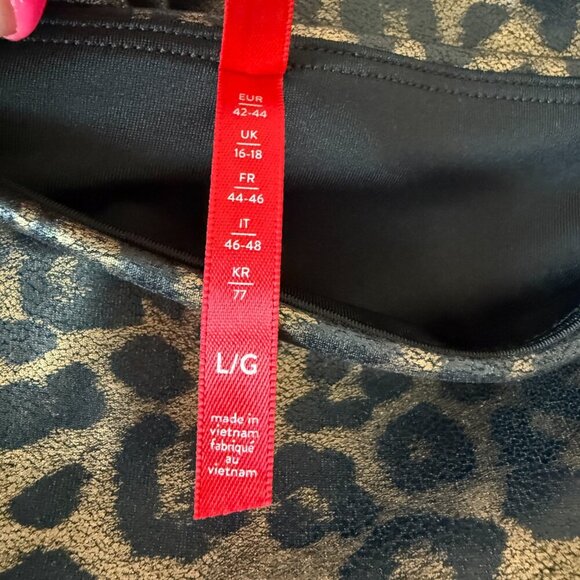 EUR
42-44
UK
16-18
FR
44-46
IT
46-48
KR
77
L/G
made in
vietnam
fabriqué
au
vietnam